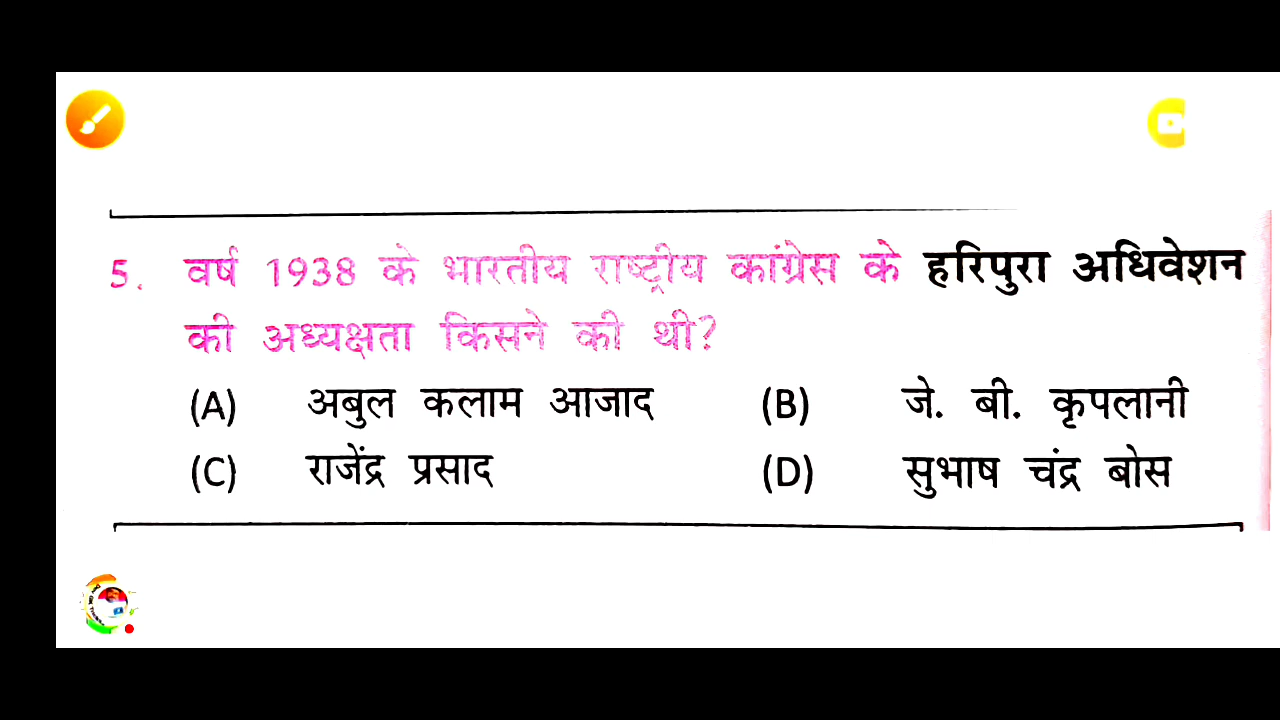 5. वर्ष 1938 के भारतीय राष्ट्रीय कांग्रेस के हरिपुरा अधिवेशन
की अध्यक्षता किसने की थी?
(A) अबुल कलाम आजाद (B) जे. बी. कृपलानी
(C) राजेंद्र प्रसाद (D) सुभाष चंद्र बोस